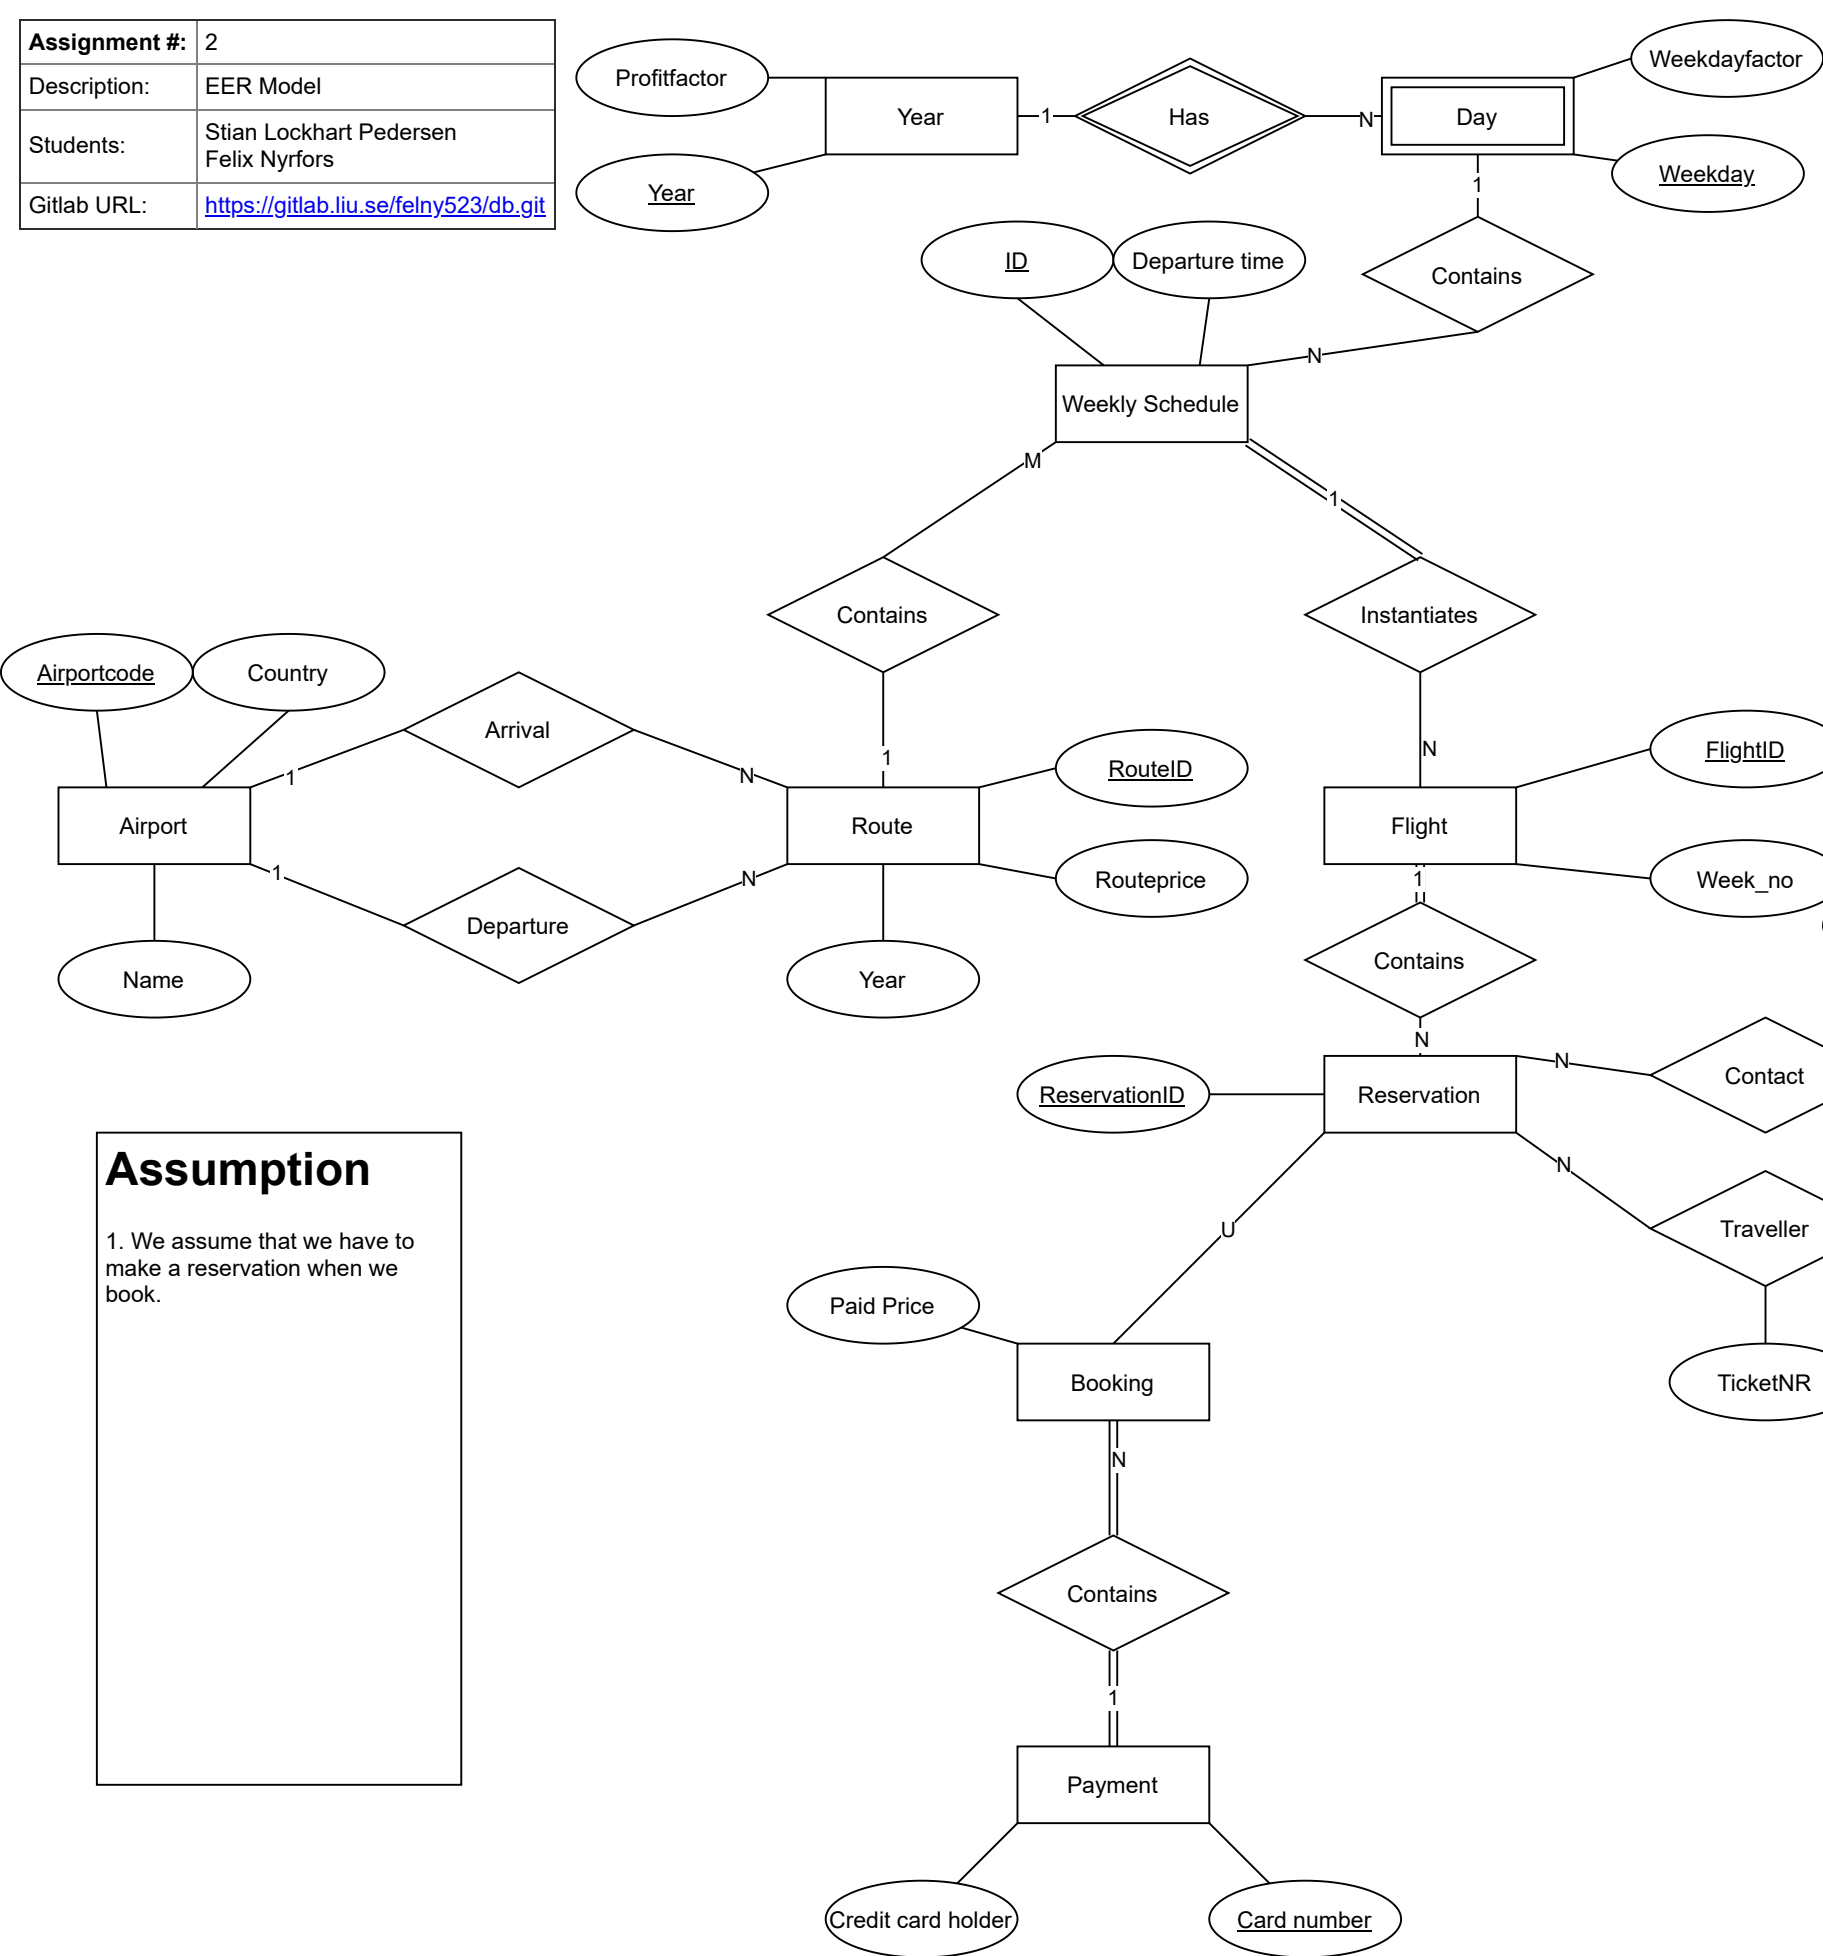 Assignment #: 2
Description: EER Model
Students: Stian Lockhart Pedersen
Felix Nyrfors
Gitlab URL: https://gitlab.liu.se/felny523/db.git
Profitfactor
Year
Year
1
Has
N
Day
Weekdayfactor
Weekday
1
Contains
N
ID
Departure time
Weekly Schedule
M
1
Contains
Instantiates
1
N
Airportcode
Country
Arrival
1
N
Airport
1
N
Departure
Name
Route
RouteID
Routeprice
Year
Flight
FlightID
Week_no
1
Contains
N
ReservationID
Reservation
N
Contact
N
Traveller
TicketNR
U
Assumption
1. We assume that we have to
make a reservation when we
book.
Paid Price
Booking
N
Contains
1
Payment
Credit card holder
Card number